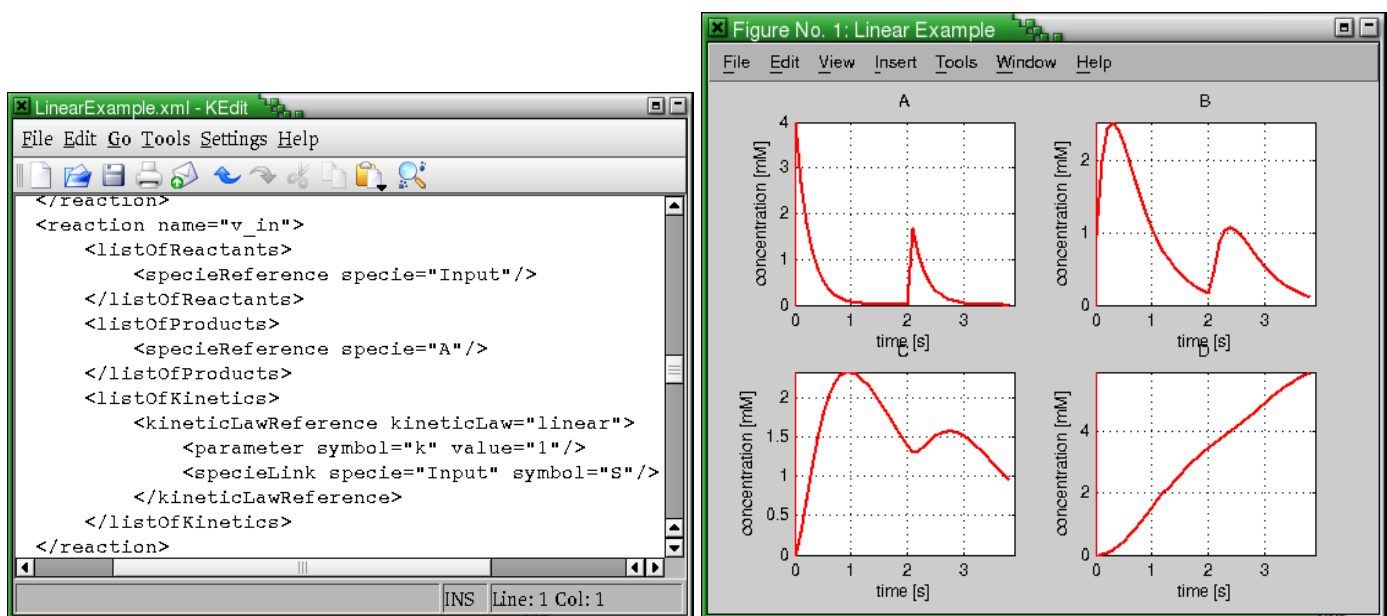 LinearExample.xml - KEdit
File Edit Go Tools Settings Help
</reaction>
<reaction name="v_in">
<listOfReactants>
<specieReference specie="Input"/>
</listOfReactants>
<listOfProducts>
<specieReference specie="A"/>
</listOfProducts>
<listOfKinetics>
<kineticLawReference kineticLaw="linear">
<parameter symbol="k" value="1"/>
<specieLink specie="Input" symbol="S"/>
</kineticLawReference>
</listOfKinetics>
</reaction>
INS Line: 1 Col: 1
Figure No. 1: Linear Example
File Edit View Insert Tools Window Help
A
concentration [mM]
4
3
2
1
0
0 1 2 3
time [s]
B
concentration [mM]
2
1
0
0 1 2 3
time [s]
C
concentration [mM]
2
1.5
1
0.5
0
0 1 2 3
time [s]
D
concentration [mM]
4
2
0
0 1 2 3
time [s]